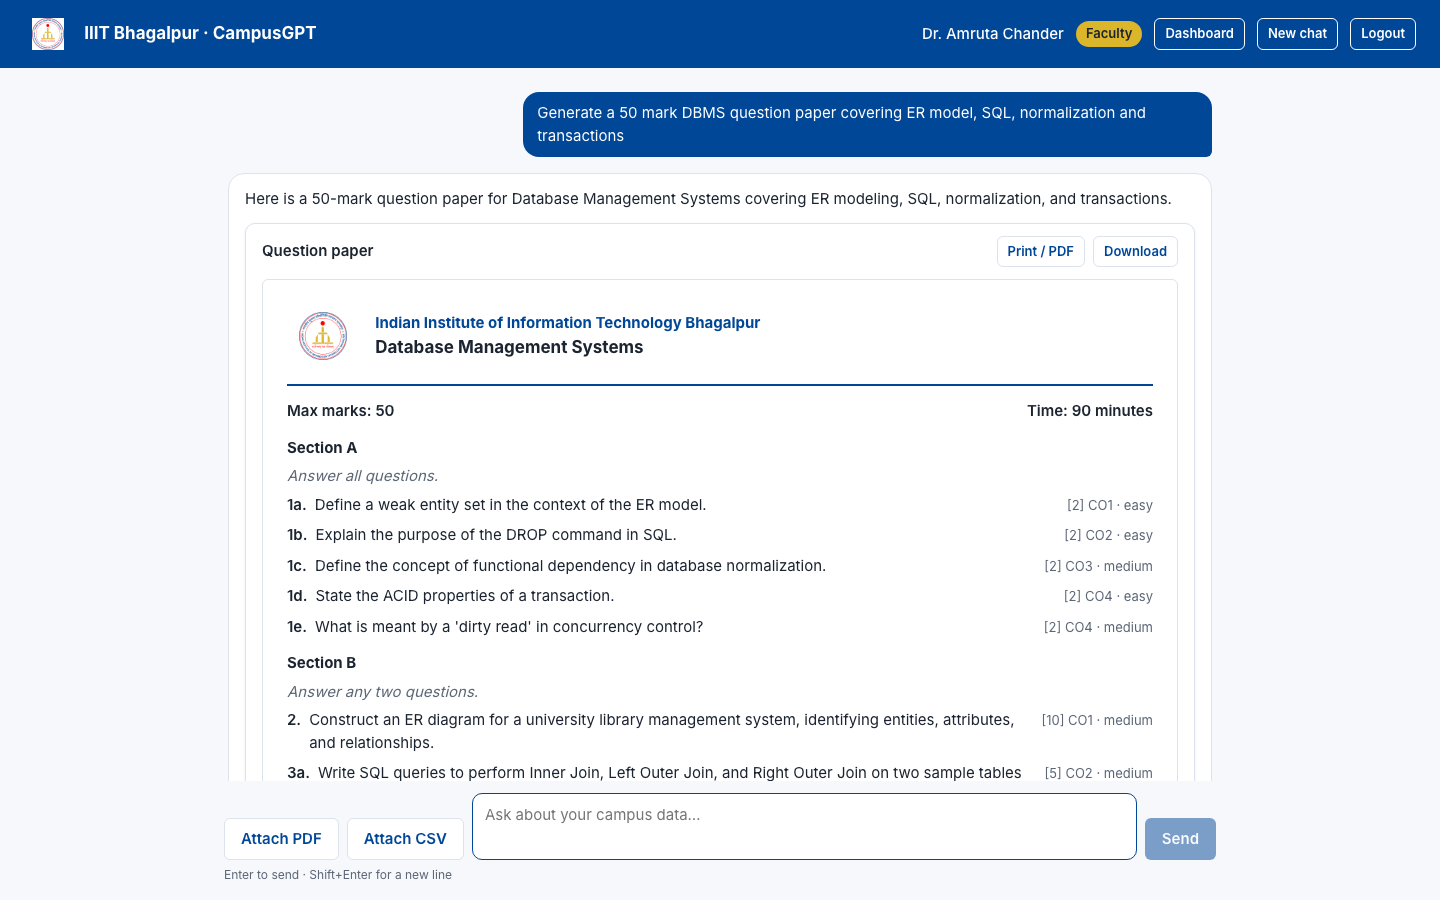 IIIT Bhagalpur · CampusGPT
Dr. Amruta Chander Faculty Dashboard New chat Logout
Generate a 50 mark DBMS question paper covering ER model, SQL, normalization and
transactions
Here is a 50-mark question paper for Database Management Systems covering ER modeling, SQL, normalization, and transactions.
Question paper Print / PDF Download
Indian Institute of Information Technology Bhagalpur
Database Management Systems
Max marks: 50 Time: 90 minutes
Section A
Answer all questions.
1a. Define a weak entity set in the context of the ER model. [2] CO1 · easy
1b. Explain the purpose of the DROP command in SQL. [2] CO2 · easy
1c. Define the concept of functional dependency in database normalization. [2] CO3 · medium
1d. State the ACID properties of a transaction. [2] CO4 · easy
1e. What is meant by a 'dirty read' in concurrency control? [2] CO4 · medium
Section B
Answer any two questions.
2. Construct an ER diagram for a university library management system, identifying entities, attributes, [10] CO1 · medium
and relationships.
3a. Write SQL queries to perform Inner Join, Left Outer Join, and Right Outer Join on two sample tables [5] CO2 · medium
Ask about your campus data...
Attach PDF Attach CSV Send
Enter to send · Shift+Enter for a new line